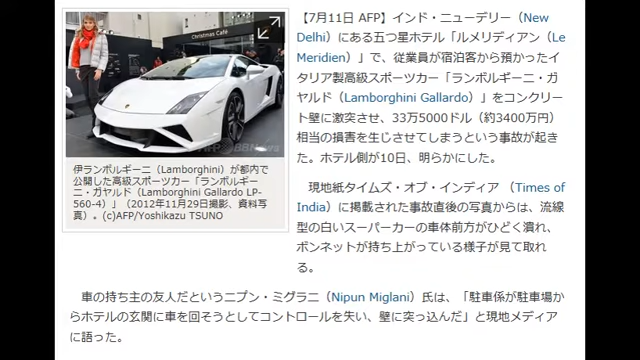 Christmas Cafe
AFP BBNews
伊ランボルギーニ（Lamborghini）が都内で
公開した高級スポーツカー「ランボルギー
ニ・ガヤルド（Lamborghini Gallardo LP-
560-4）」（2012年11月29日撮影、資料写
真）。(c)AFP/Yoshikazu TSUNO
【7月11日 AFP】インド・ニューデリー（New
Delhi）にある五つ星ホテル「ルメリディアン（Le
Meridien）」で、従業員が宿泊客から預かったイ
タリア製高級スポーツカー「ランボルギーニ・ガ
ヤルド（Lamborghini Gallardo）」をコンクリー
ト壁に激突させ、33万5000ドル（約3400万円）
相当の損害を生じさせてしまうという事故が起き
た。ホテル側が10日、明らかにした。
現地紙タイムズ・オブ・インディア （Times of
India）に掲載された事故直後の写真からは、流線
型の白いスーパーカーの車体前方がひどく潰れ、
ボンネットが持ち上がっている様子が見て取れ
る。
車の持ち主の友人だというニプン・ミグラニ（Nipun Miglani）氏は、「駐車係が駐車場か
らホテルの玄関に車を回そうとしてコントロールを失い、壁に突っ込んだ」と現地メディア
に語った。